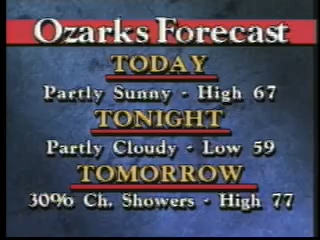 Ozarks Forecast
TODAY
Partly Sunny - High 67
TONIGHT
Partly Cloudy - Low 59
TOMORROW
30% Ch. Showers - High 77